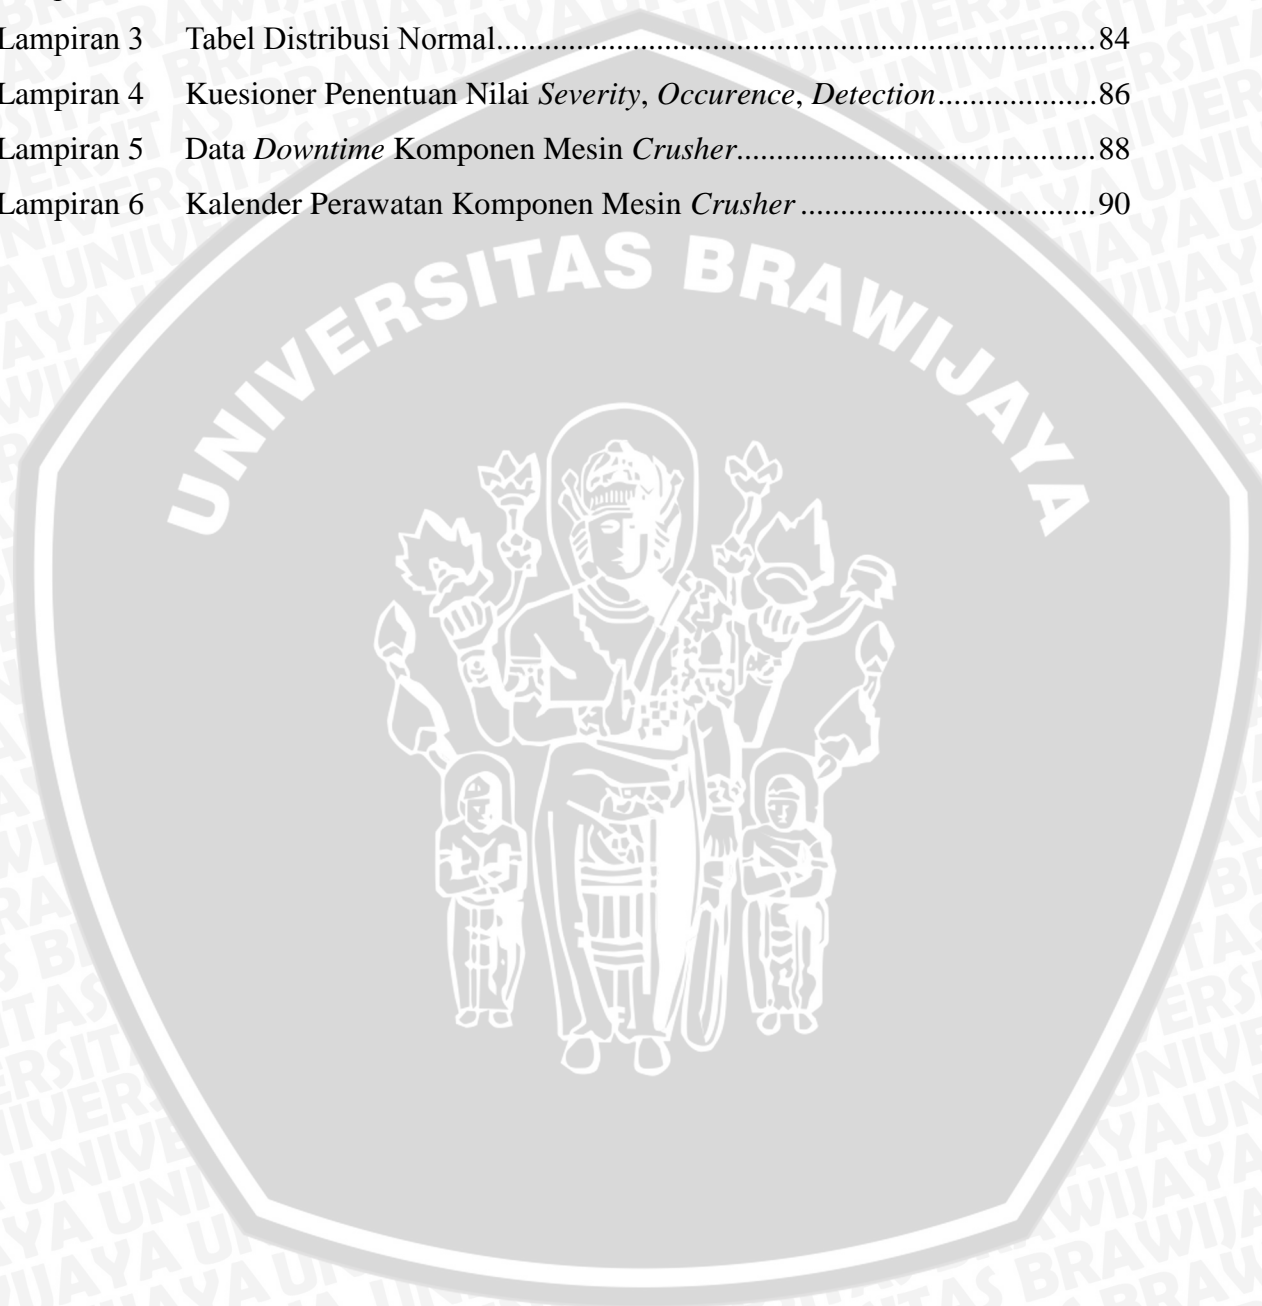 Lampiran 3 Tabel Distribusi Normal...........................................................................84
Lampiran 4 Kuesioner Penentuan Nilai Severity, Occurence, Detection....................86
Lampiran 5 Data Downtime Komponen Mesin Crusher.............................................88
Lampiran 6 Kalender Perawatan Komponen Mesin Crusher.....................................90
UNIVERSITAS BRAWIJAYA